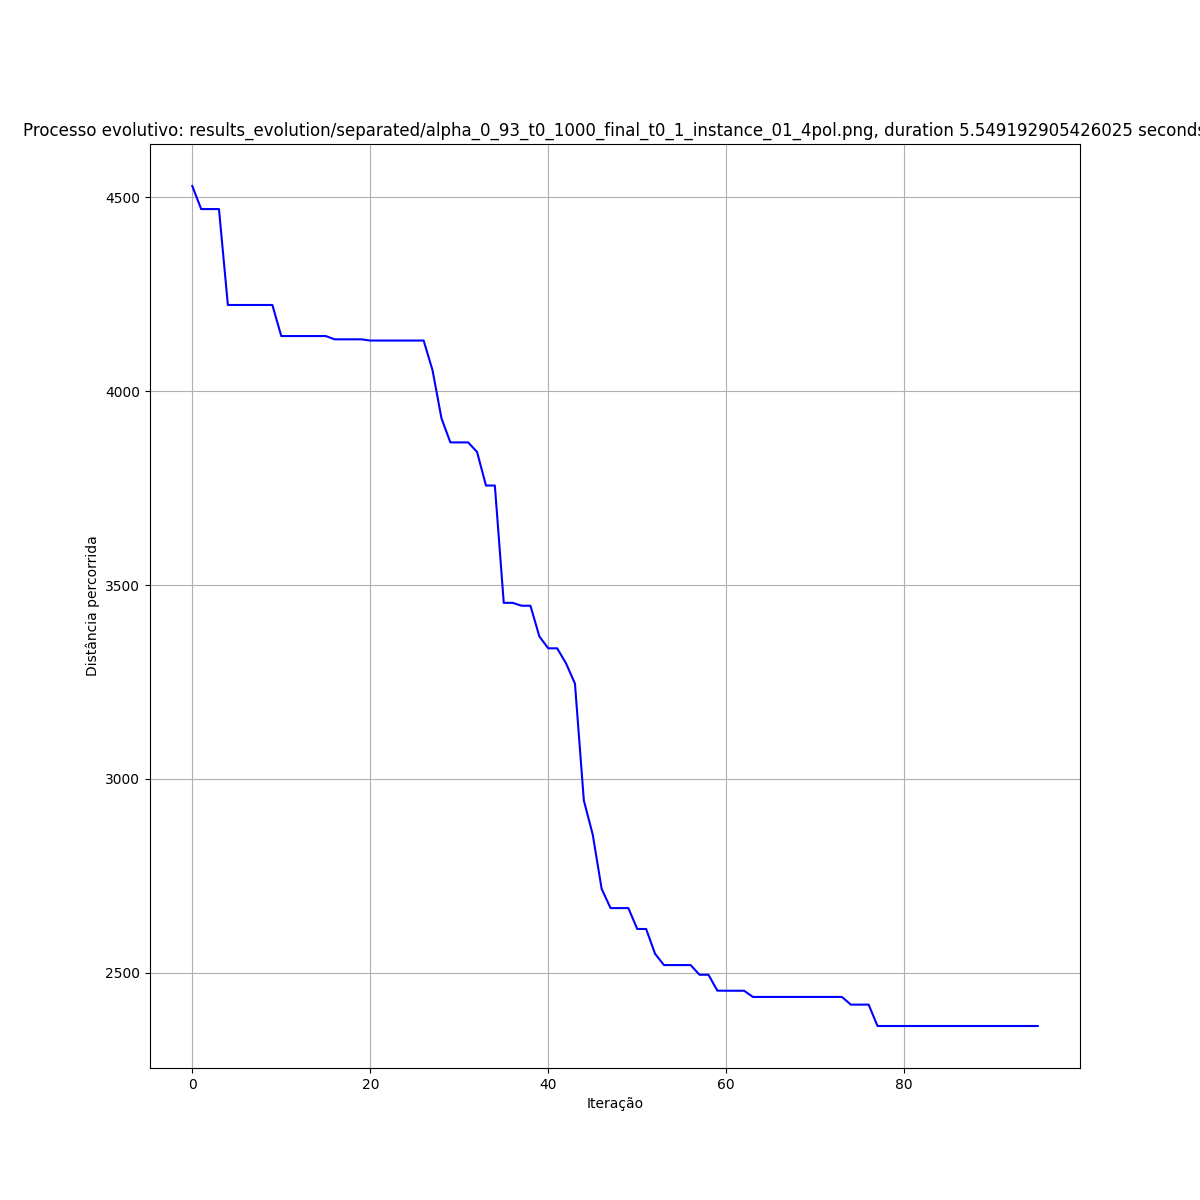 Processo evolutivo: results_evolution/separated/alpha_0_93_t0_1000_final_t0_1_instance_01_4pol.png, duration 5.549192905426025 seconds
4500
4000
3500
3000
2500
Distância percorrida
0 20 40 60 80
Iteração